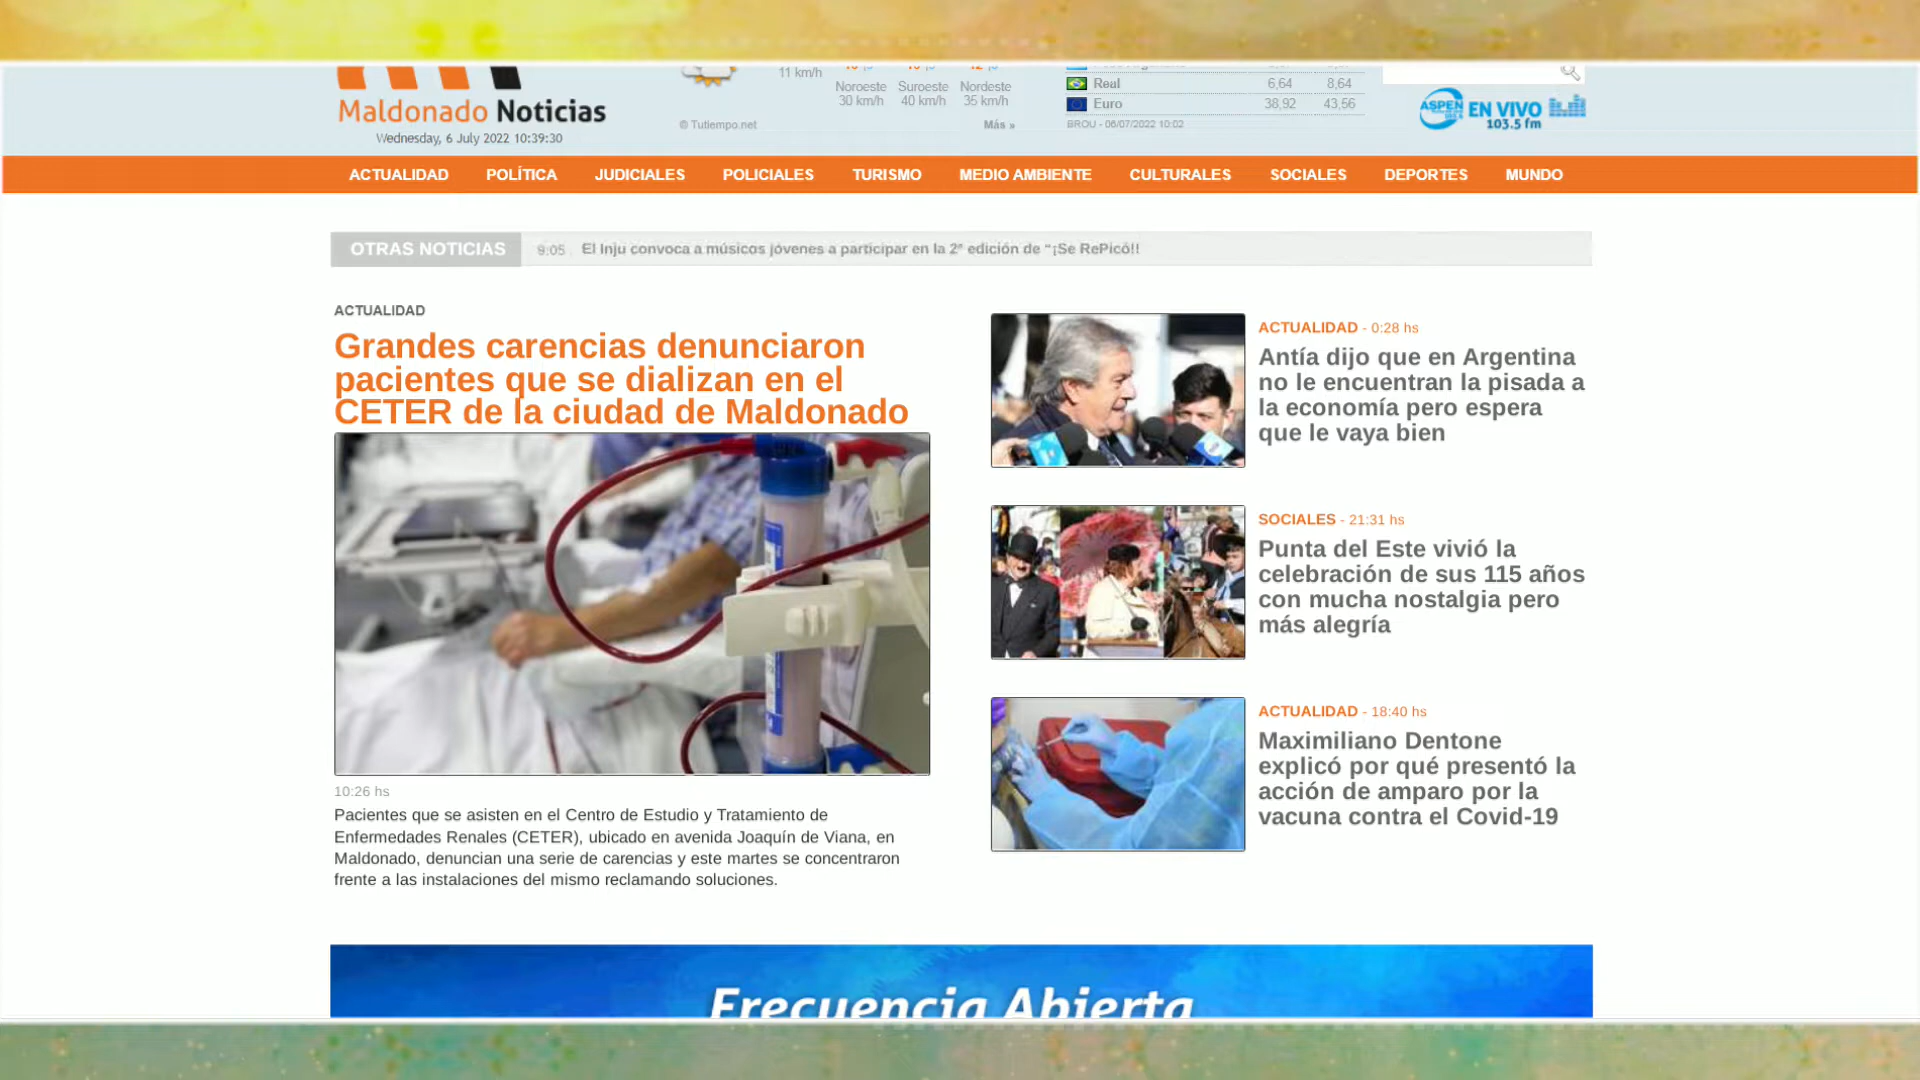 Maldonado Noticias
Wednesday, 6 July 2022 10:39:30
11 km/h
Noroeste Suroeste Nordeste
30 km/h 40 km/h 35 km/h
© Tutiempo.net Más »
Real 6,64 8,64
Euro 38,92 43,56
BROU - 06/07/2022 10:02
ASPEN EN VIVO
103.5 fm
ACTUALIDAD POLÍTICA JUDICIALES POLICIALES TURISMO MEDIO AMBIENTE CULTURALES SOCIALES DEPORTES MUNDO
OTRAS NOTICIAS 9:05 El Inju convoca a músicos jóvenes a participar en la 2ª edición de “¡Se RePicó!!
ACTUALIDAD
Grandes carencias denunciaron
pacientes que se dializan en el
CETER de la ciudad de Maldonado
10:26 hs
Pacientes que se asisten en el Centro de Estudio y Tratamiento de
Enfermedades Renales (CETER), ubicado en avenida Joaquín de Viana, en
Maldonado, denuncian una serie de carencias y este martes se concentraron
frente a las instalaciones del mismo reclamando soluciones.
ACTUALIDAD - 0:28 hs
Antía dijo que en Argentina
no le encuentran la pisada a
la economía pero espera
que le vaya bien
SOCIALES - 21:31 hs
Punta del Este vivió la
celebración de sus 115 años
con mucha nostalgia pero
más alegría
ACTUALIDAD - 18:40 hs
Maximiliano Dentone
explicó por qué presentó la
acción de amparo por la
vacuna contra el Covid-19
Frecuencia Abierta